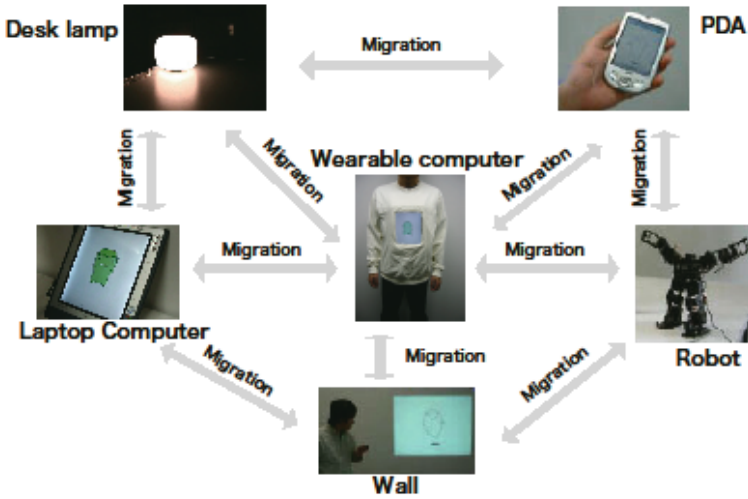 Desk lamp
Migration
PDA
Migration
Migration
Wearable computer
Migration
Migration
Migration
Migration
Laptop Computer
Migration
Migration
Migration
Robot
Wall